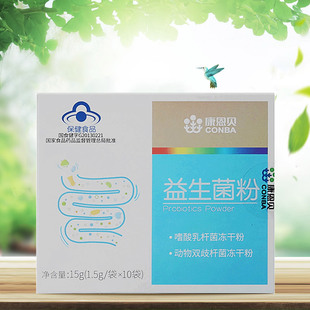 保健食品
国食健字G20130221
国家食品药品监督管理总局批准
康恩贝
CONBA
益生菌粉
Probiotics Powder
•嗜酸乳杆菌冻干粉
•动物双歧杆菌冻干粉
净含量:15g(1.5g/袋×10袋)
康恩贝
CONBA